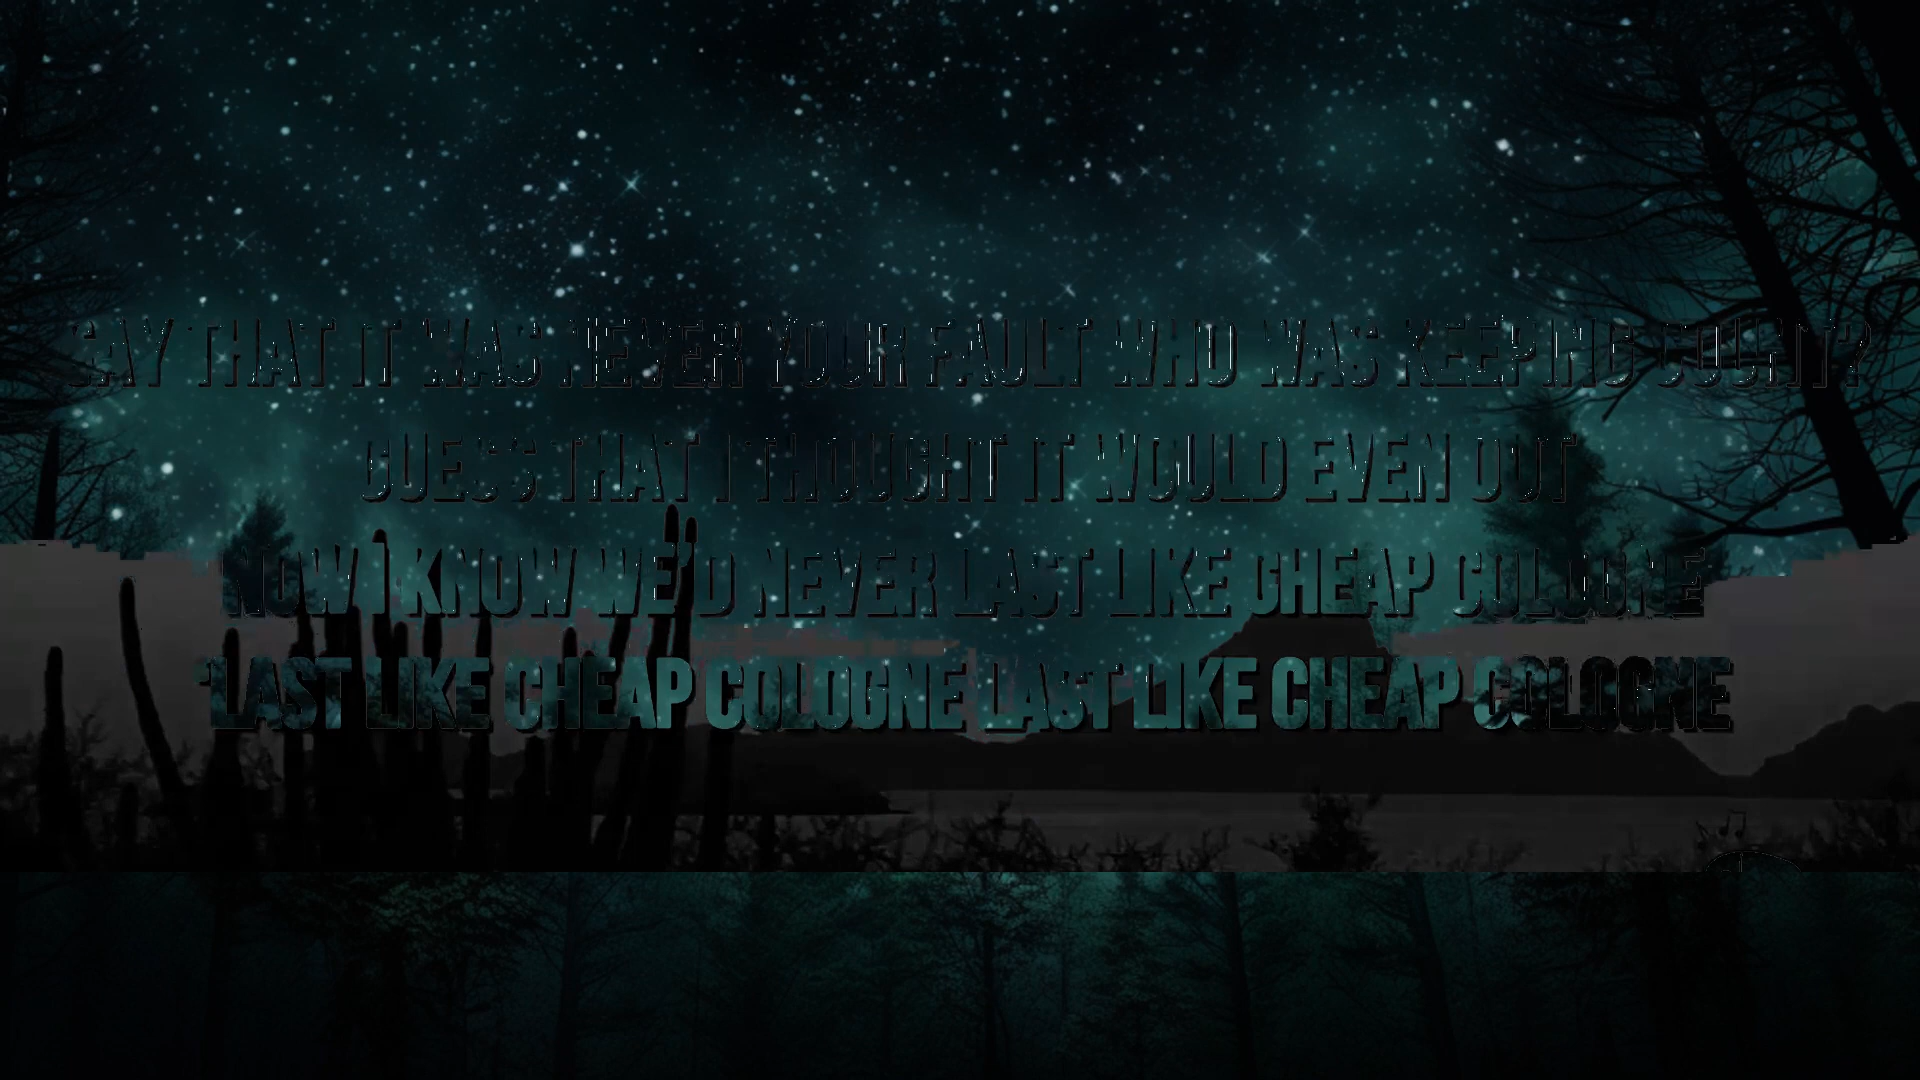 SAY THAT IT WAS NEVER YOUR FAULT WHO WAS KEEPING COUNT?
GUESS THAT I THOUGHT IT WOULD EVEN OUT
NOW I KNOW WE'D NEVER LAST LIKE CHEAP COLOGNE
LAST LIKE CHEAP COLOGNE LAST LIKE CHEAP COLOGNE